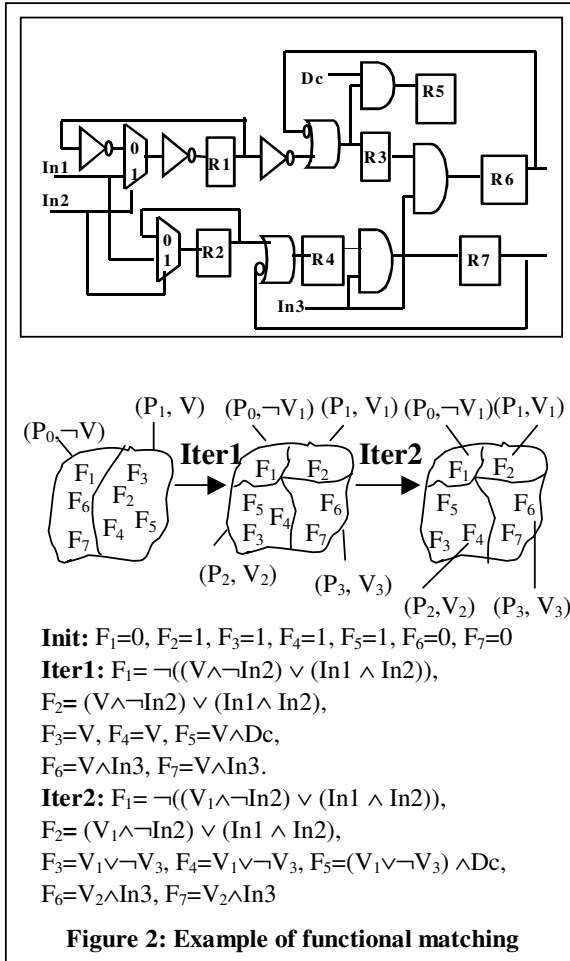 Dc
R5
0
In1
1
R1
R3
In2
R6
0
1
R2
R4
R7
In3
(P₀,¬V)
(P₁, V)
(P₀,¬V₁)
(P₁, V₁)
(P₀,¬V₁)
(P₁,V₁)
Iter1
Iter2
F₁
F₃
F₆
F₂
F₄
F₅
F₇
F₁
F₂
F₅
F₆
F₄
F₃
F₇
F₁
F₂
F₅
F₆
F₃
F₄
F₇
(P₂, V₂)
(P₃, V₃)
(P₂,V₂)
(P₃, V₃)
Init: F₁=0, F₂=1, F₃=1, F₄=1, F₅=1, F₆=0, F₇=0
Iter1: F₁= ¬((V∧¬In2) ∨ (In1 ∧ In2)),
F₂= (V∧¬In2) ∨ (In1∧ In2),
F₃=V, F₄=V, F₅=V∧Dc,
F₆=V∧In3, F₇=V∧In3.
Iter2: F₁= ¬((V₁∧¬In2) ∨ (In1 ∧ In2)),
F₂= (V₁∧¬In2) ∨ (In1 ∧ In2),
F₃=V₁∨¬V₃, F₄=V₁∨¬V₃, F₅=(V₁∨¬V₃) ∧Dc,
F₆=V₂∧In3, F₇=V₂∧In3
Figure 2: Example of functional matching